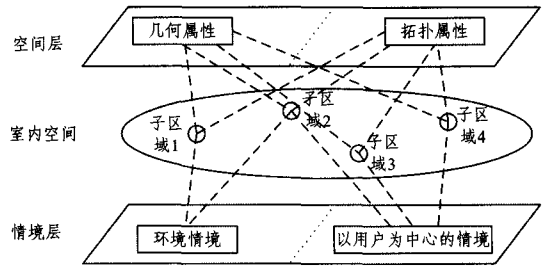 空间层
几何属性
拓扑属性
室内空间
子区
域1
子区
域2
子区
域3
子区
域4
情境层
环境情境
以用户为中心的情境